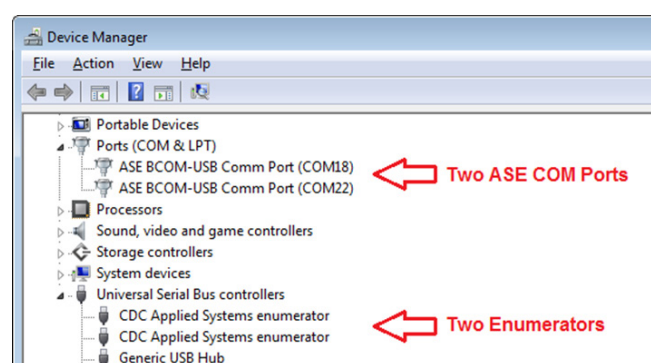 Device Manager
File Action View Help
Portable Devices
Ports (COM & LPT)
ASE BCOM-USB Comm Port (COM18)
ASE BCOM-USB Comm Port (COM22)
Two ASE COM Ports
Processors
Sound, video and game controllers
Storage controllers
System devices
Universal Serial Bus controllers
CDC Applied Systems enumerator
CDC Applied Systems enumerator
Two Enumerators
Generic USB Hub